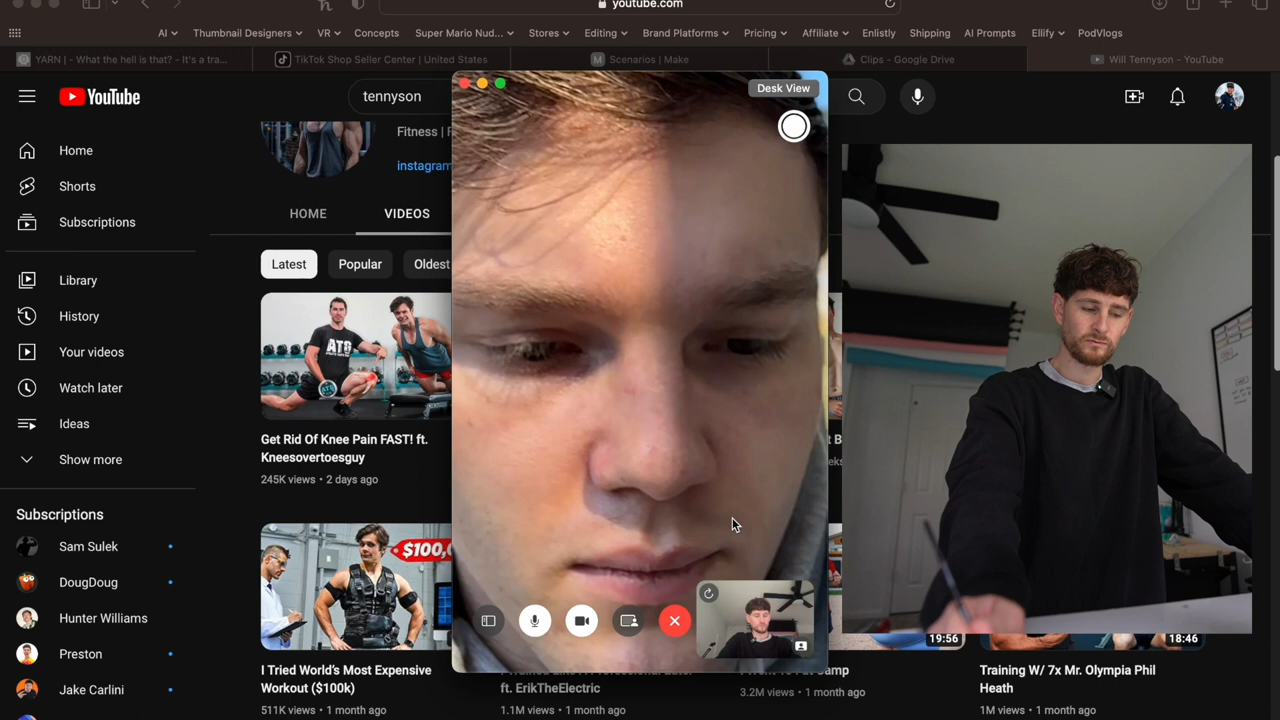 youtube.com
AI
Thumbnail Designers
VR
Concepts
Super Mario Nud...
Stores
Editing
Brand Platforms
Pricing
Affiliate
Enlistly
Shipping
AI Prompts
Ellify
PodVlogs
YARN | - What the hell is that? - It's a tra...
TikTok Shop Seller Center | United States
Scenarios | Make
Clips - Google Drive
Will Tennyson - YouTube
YouTube
tennyson
Desk View
Home
Shorts
Subscriptions
Library
History
Your videos
Watch later
Ideas
Show more
Subscriptions
Sam Sulek
DougDoug
Hunter Williams
Preston
Jake Carlini
Fitness |
instagram
HOME
VIDEOS
Latest
Popular
Oldest
ATG
Get Rid Of Knee Pain FAST! ft.
Kneesovertoesguy
245K views • 2 days ago
$100,
I Tried World's Most Expensive
Workout ($100k)
511K views • 1 month ago
ft. ErikTheElectric
1.1M views • 1 month ago
19:56
3.2M views • 1 month ago
18:46
Training W/ 7x Mr. Olympia Phil
Heath
1M views • 1 month ago